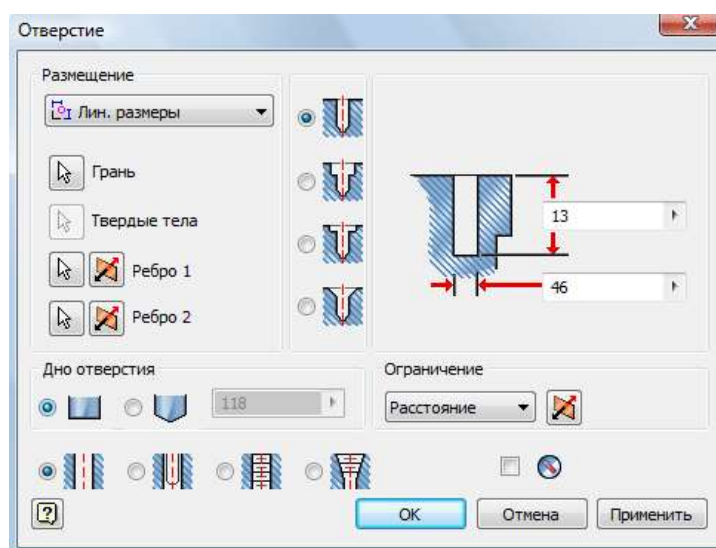 Отверстие
Размещение
Лин. размеры
Грань
Твердые тела
Ребро 1
Ребро 2
13
46
Дно отверстия
118
Ограничение
Расстояние
OK
Отмена
Применить